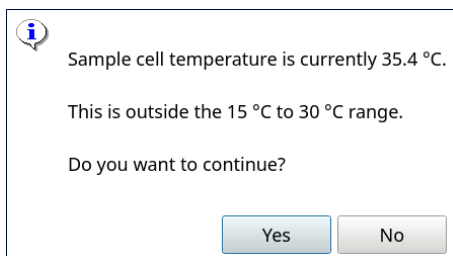 Sample cell temperature is currently 35.4 °C.
This is outside the 15 °C to 30 °C range.
Do you want to continue?
Yes
No